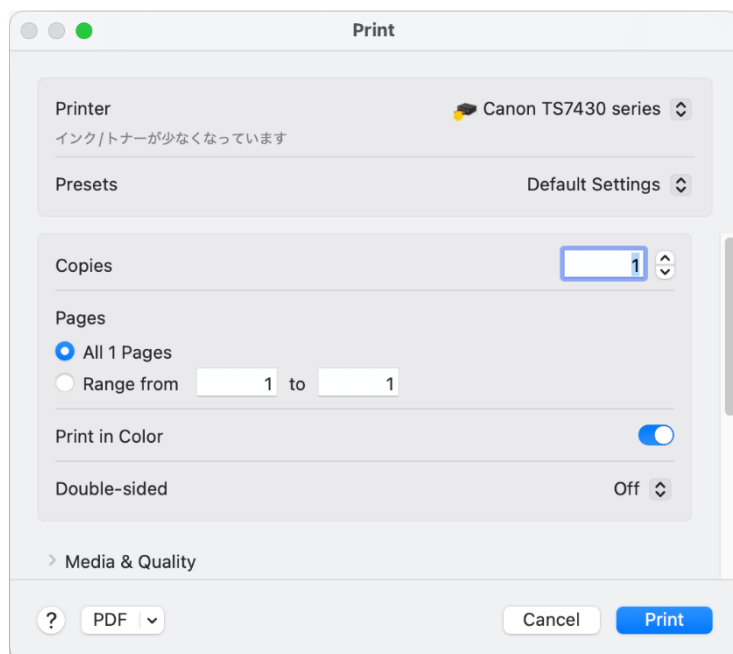 Print
Printer
Canon TS7430 series
インク/トナーが少なくなっています
Presets
Default Settings
Copies
1
Pages
All 1 Pages
Range from 1 to 1
Print in Color
Double-sided
Off
Media & Quality
?
PDF
Cancel
Print